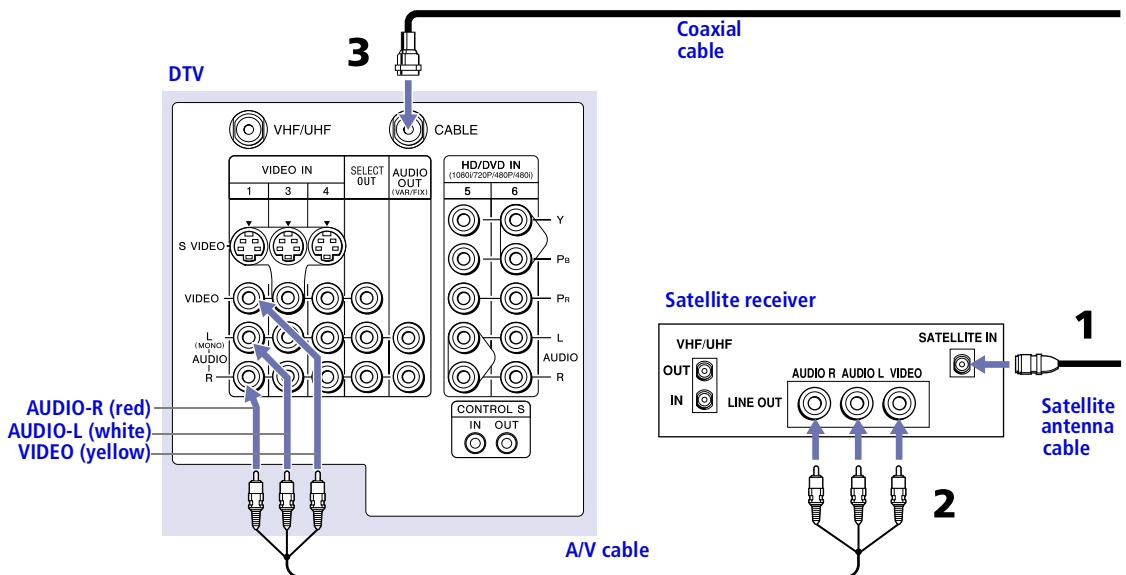 3
Coaxial
cable
DTV
VHF/UHF
CABLE
VIDEO IN
SELECT
OUT
AUDIO
OUT
(VAR/FIX)
1 3 4
HD/DVD IN
(1080i/720P/480P/480i)
5 6
S VIDEO
Y
PB
VIDEO
PR
L
(MONO)
AUDIO
R
L
AUDIO
R
CONTROL S
IN OUT
AUDIO-R (red)
AUDIO-L (white)
VIDEO (yellow)
A/V cable
Satellite receiver
1
VHF/UHF
SATELLITE IN
OUT
IN
AUDIO R AUDIO L VIDEO
LINE OUT
Satellite
antenna
cable
2